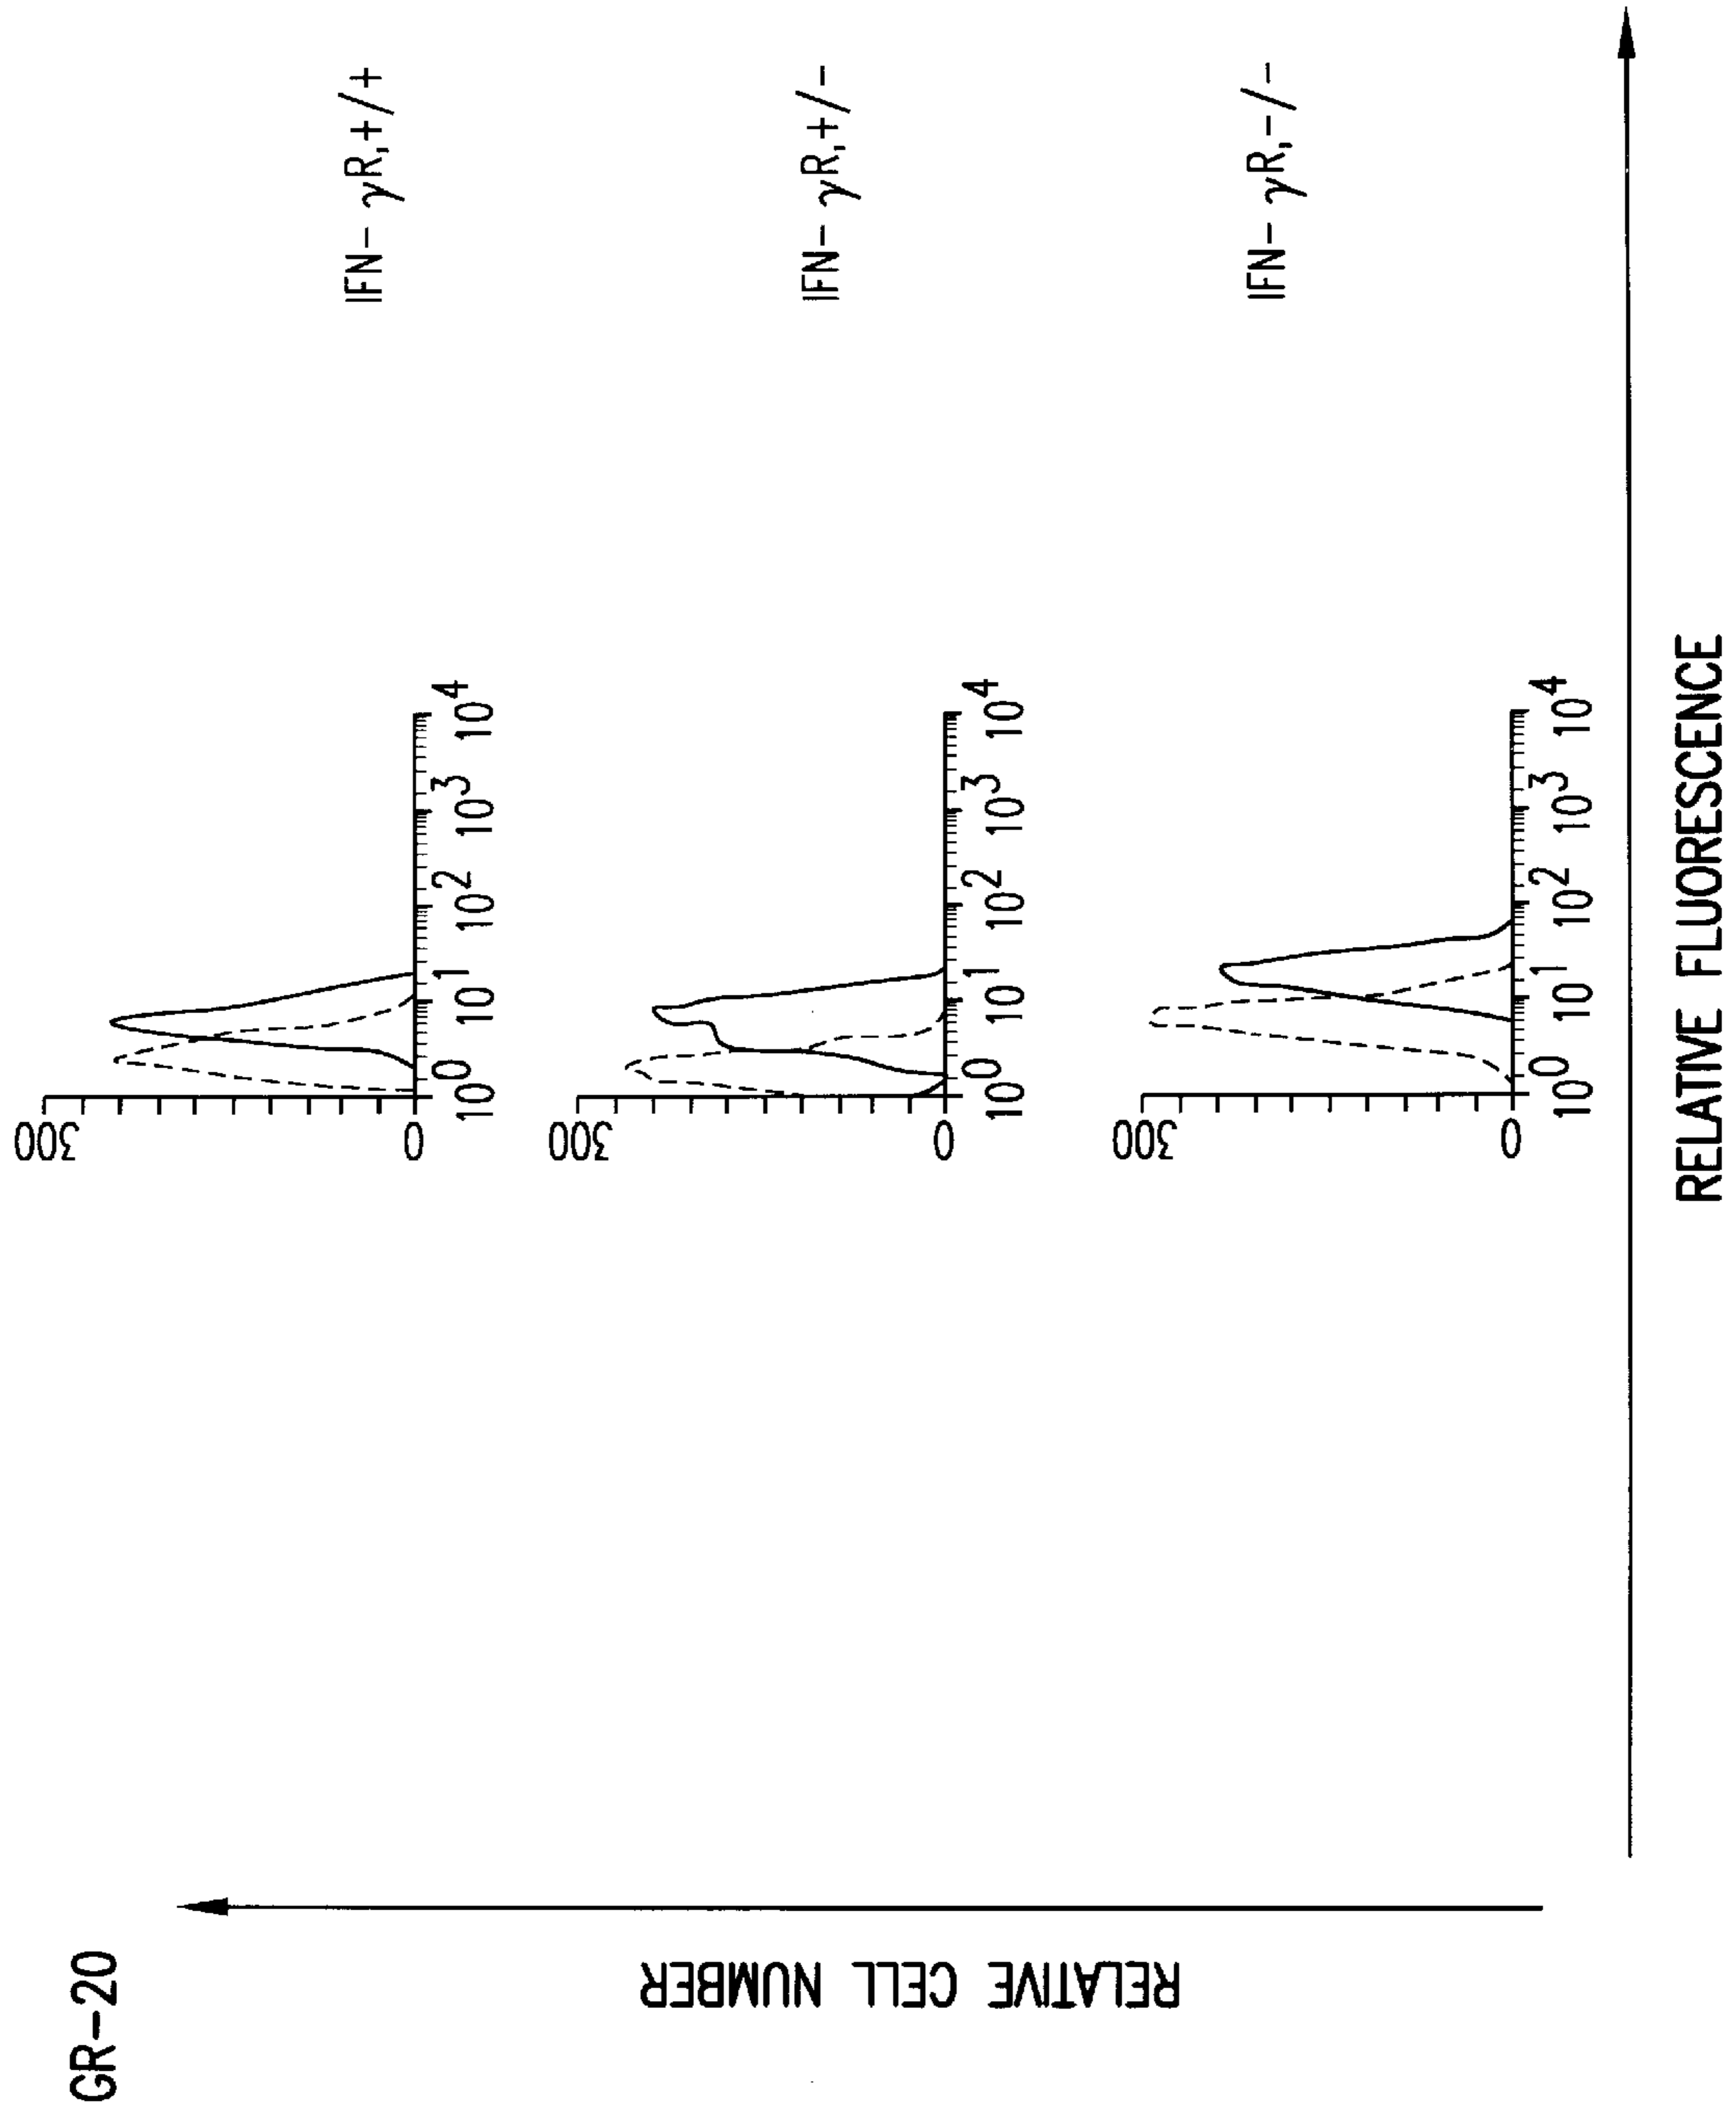 GR-20
RELATIVE CELL NUMBER
300
0
10^0 10^1 10^2 10^3 10^4
IFN- γR,+/+
300
0
10^0 10^1 10^2 10^3 10^4
IFN- γR,+/-
300
0
10^0 10^1 10^2 10^3 10^4
IFN- γR,-/-
RELATIVE FLUORESCENCE